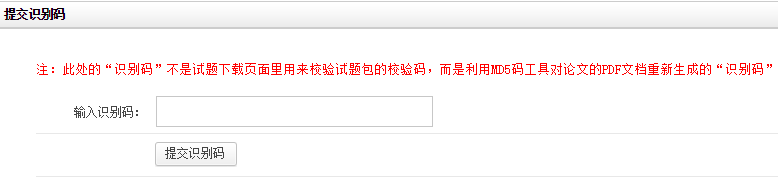 提交识别码
注：此处的“识别码”不是试题下载页面里用来校验试题包的校验码，而是利用MD5码工具对论文的PDF文档重新生成的“识别码”
输入识别码：
提交识别码